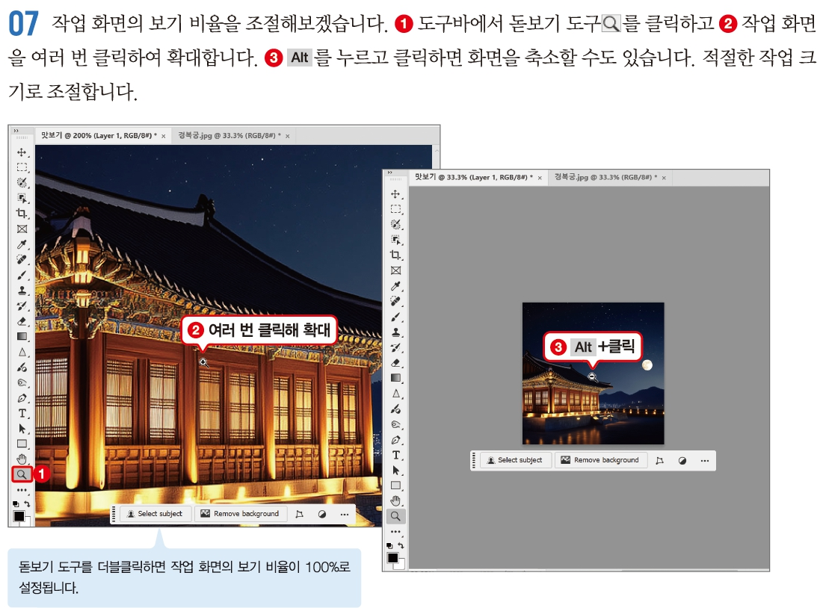 07 작업 화면의 보기 비율을 조절해보겠습니다. ❶ 도구바에서 돋보기 도구를 클릭하고 ❷ 작업 화면
을 여러 번 클릭하여 확대합니다. ❸ Alt 를 누르고 클릭하면 화면을 축소할 수도 있습니다. 적절한 작업 크
기로 조절합니다.
맛보기 @ 200% (Layer 1, RGB/8#) * × 경복궁.jpg @ 33.3% (RGB/8#) * ×
❷ 여러 번 클릭해 확대
❶
Select subject Remove background ...
맛보기 @ 33.3% (Layer 1, RGB/8#) * × 경복궁.jpg @ 33.3% (RGB/8#) * ×
❸ Alt +클릭
Select subject Remove background ...
돋보기 도구를 더블클릭하면 작업 화면의 보기 비율이 100%로
설정됩니다.